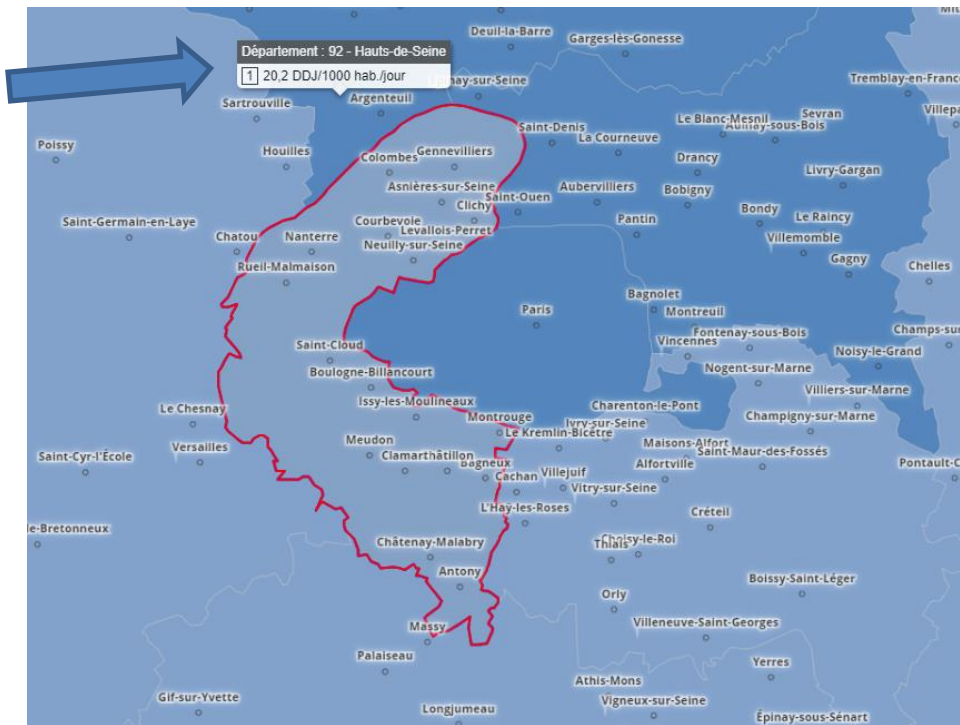 Deuil-la-Barre
Garges-lès-Gonesse
Département : 92 - Hauts-de-Seine
1 20,2 DDJ/1000 hab./jour
Tremblay-en-France
Sartrouville
Argenteuil
Sevran
Le Blanc-Mesnil
Aulnay-sous-Bois
Saint-Denis
La Courneuve
Poissy
Houilles
Colombes
Gennevilliers
Drancy
Livry-Gargan
Asnières-sur-Seine
Aubervilliers
Bobigny
Saint-Ouen
Clichy
Saint-Germain-en-Laye
Courbevoie
Pantin
Bondy
Le Raincy
Levallois-Perret
Chatou
Nanterre
Neuilly-sur-Seine
Villemomble
Gagny
Rueil-Malmaison
Chelles
Bagnolet
Paris
Montreuil
Champs-sur
Saint-Cloud
Vincennes
Fontenay-sous-Bois
Noisy-le-Grand
Boulogne-Billancourt
Nogent-sur-Marne
Villiers-sur-Marne
Issy-les-Moulineaux
Charenton-le-Pont
Le Chesnay
Montrouge
Ivry-sur-Seine
Champigny-sur-Marne
Le Kremlin-Bicêtre
Meudon
Maisons-Alfort
Versailles
Saint-Maur-des-Fossés
Saint-Cyr-l'École
Clamart
Châtillon
Bagneux
Villejuif
Alfortville
Pontault-C
Cachan
Vitry-sur-Seine
L'Haÿ-les-Roses
Créteil
le-Bretonneux
Châtenay-Malabry
Choisy-le-Roi
Thiais
Antony
Boissy-Saint-Léger
Orly
Massy
Villeneuve-Saint-Georges
Palaiseau
Yerres
Athis-Mons
Gif-sur-Yvette
Vigneux-sur-Seine
Longjumeau
Épinay-sous-Sénart